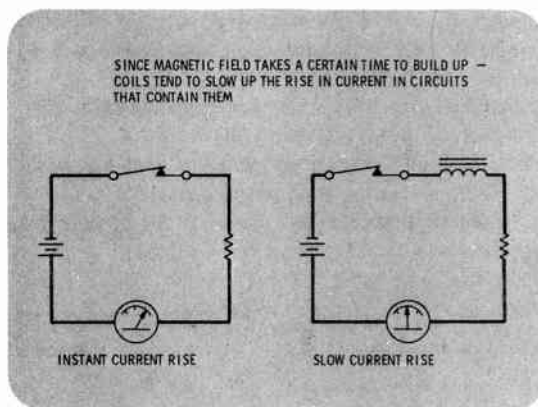 SINCE MAGNETIC FIELD TAKES A CERTAIN TIME TO BUILD UP —
COILS TEND TO SLOW UP THE RISE IN CURRENT IN CIRCUITS
THAT CONTAIN THEM
INSTANT CURRENT RISE
SLOW CURRENT RISE